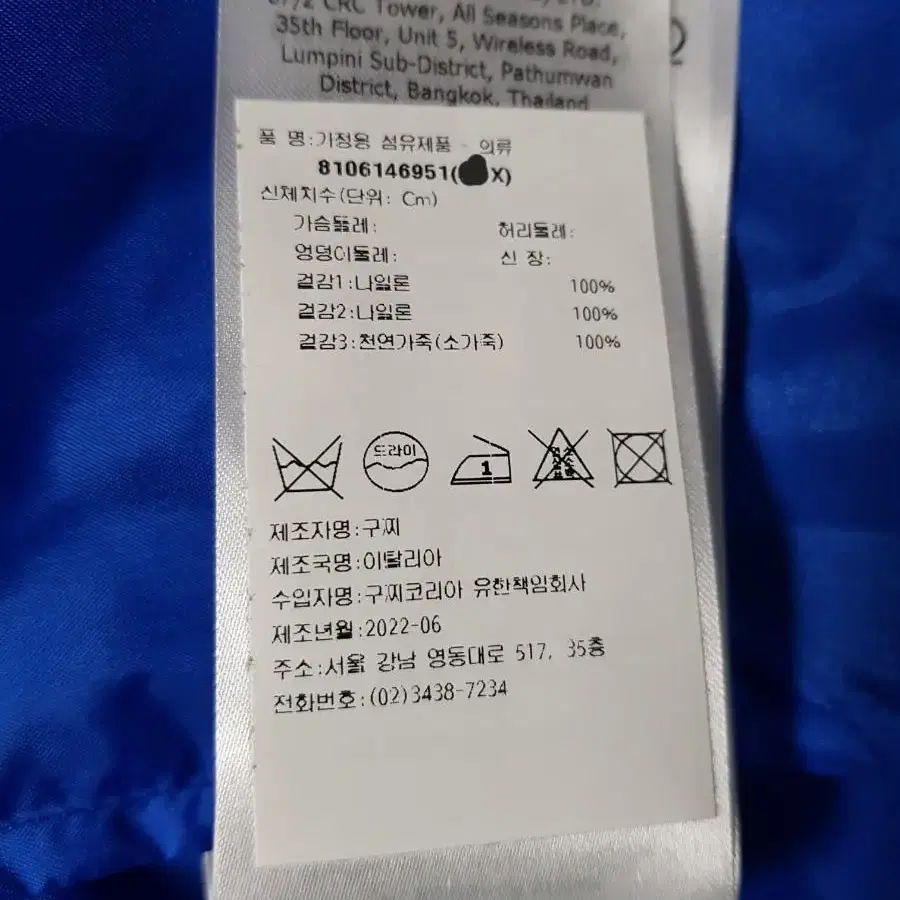 CRC Tower, All Seasons Place,
35th Floor, Unit 5, Wireless Road,
Lumpini Sub-District, Pathumwan
District, Bangkok, Thailand
품 명:가정용 섬유제품 - 의류
8106146951( X)
신체치수(단위: Cm)
가슴둘레: 허리둘레:
엉덩이둘레: 신 장:
겉감1:나일론 100%
겉감2:나일론 100%
겉감3:천연가죽(소가죽) 100%
드라이
1
제조자명:구찌
제조국명:이탈리아
수입자명:구찌코리아 유한책임회사
제조년월:2022-06
주소:서울 강남 영동대로 517, 35층
전화번호:(02)3438-7234